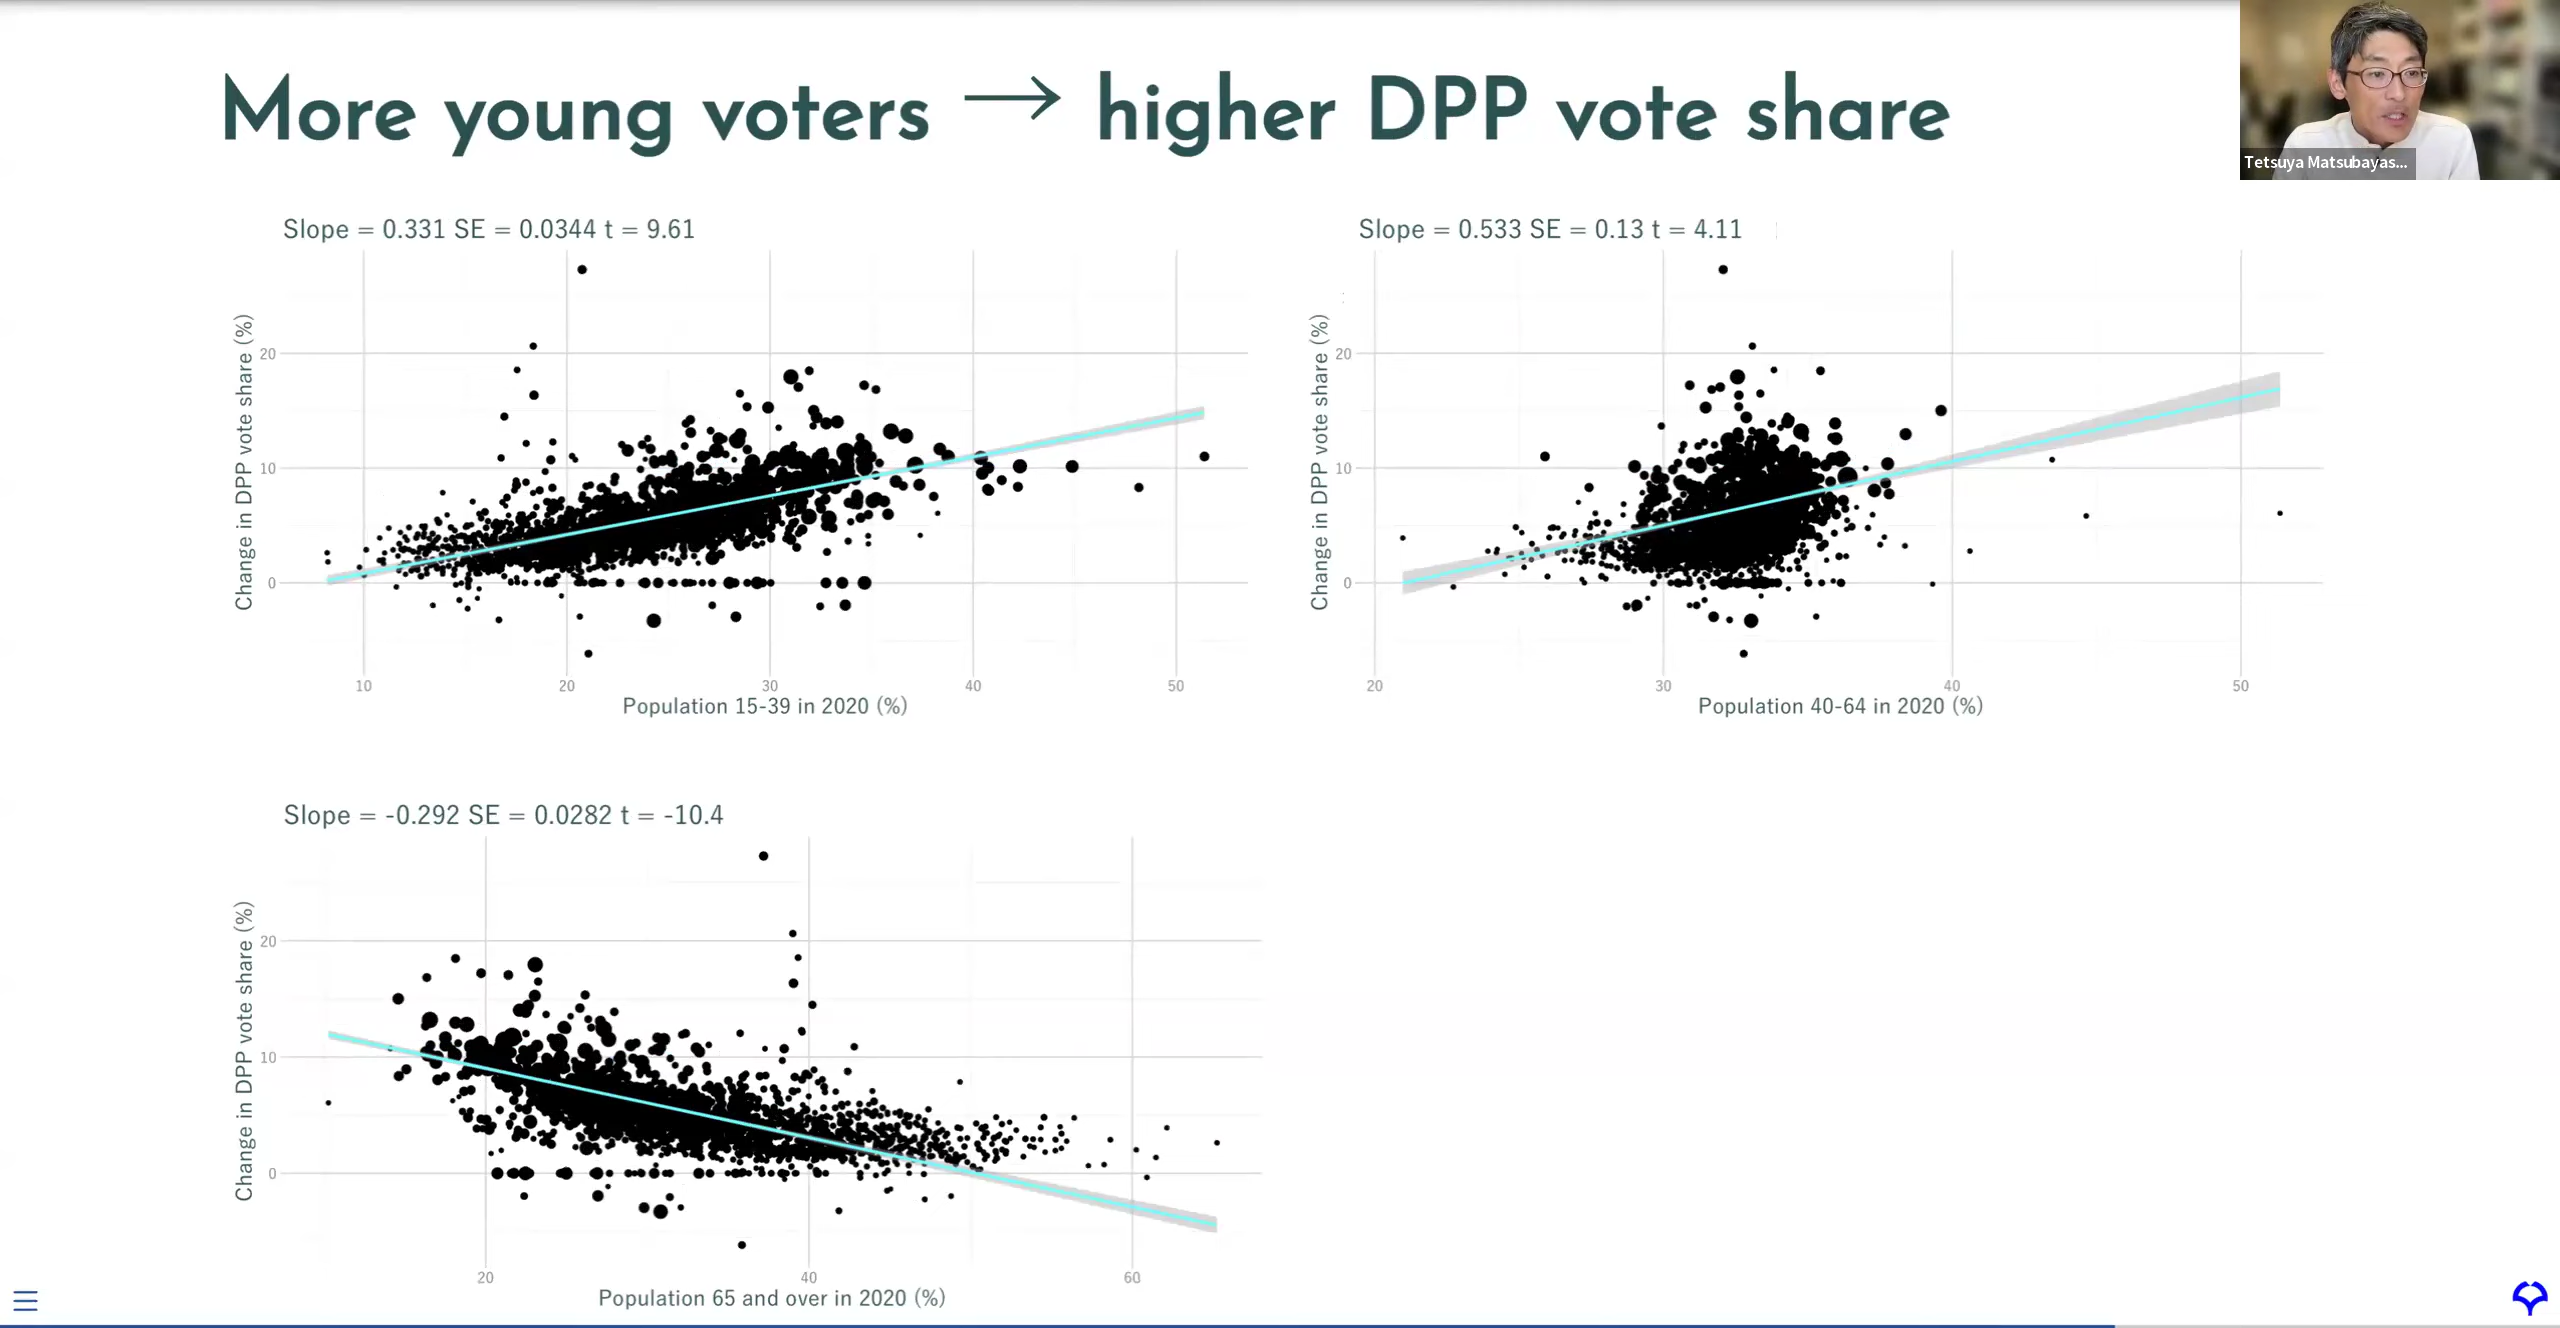 More young voters → higher DPP vote share
Tetsuya Matsubayas...
Slope = 0.331 SE = 0.0344 t = 9.61
Change in DPP vote share (%)
20
10
0
10
20
30
40
50
Population 15-39 in 2020 (%)
Slope = 0.533 SE = 0.13 t = 4.11
Change in DPP vote share (%)
20
10
0
20
30
40
50
Population 40-64 in 2020 (%)
Slope = -0.292 SE = 0.0282 t = -10.4
Change in DPP vote share (%)
20
10
0
20
40
60
Population 65 and over in 2020 (%)